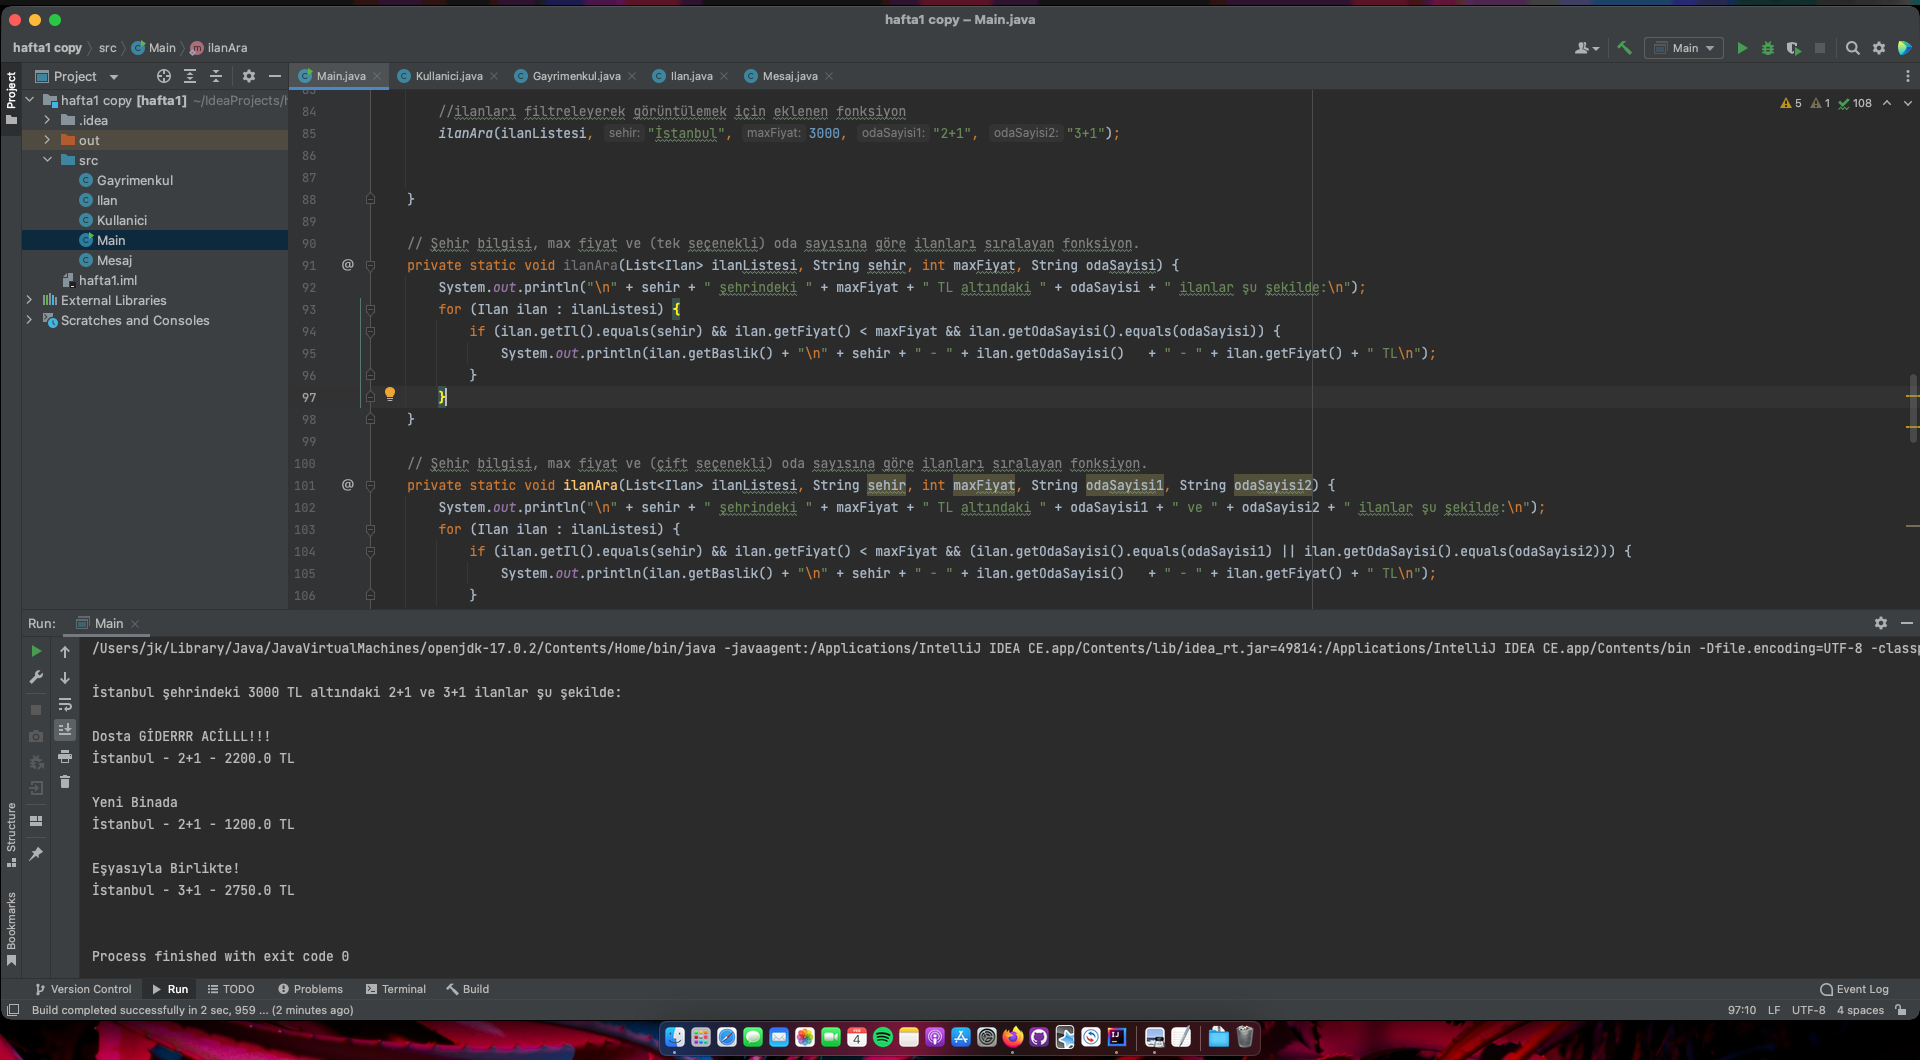 hafta1 copy – Main.java
hafta1 copy src Main ilanAra
Main
Project
Main.java Kullanici.java Gayrimenkul.java Ilan.java Mesaj.java
Project
hafta1 copy [hafta1] ~/IdeaProjects/h
.idea
out
src
Gayrimenkul
Ilan
Kullanici
Main
Mesaj
hafta1.iml
External Libraries
Scratches and Consoles
5 1 108
84 //ilanları filtreleyerek görüntülemek için eklenen fonksiyon
85 ilanAra(ilanListesi, sehir: "İstanbul", maxFiyat: 3000, odaSayisi1: "2+1", odaSayisi2: "3+1");
86
87
88 }
89
90 // Şehir bilgisi, max fiyat ve (tek seçenekli) oda sayısına göre ilanları sıralayan fonksiyon.
91 @ private static void ilanAra(List<Ilan> ilanListesi, String sehir, int maxFiyat, String odaSayisi) {
92 System.out.println("\n" + sehir + " şehrindeki " + maxFiyat + " TL altındaki " + odaSayisi + " ilanlar şu şekilde:\n");
93 for (Ilan ilan : ilanListesi) {
94 if (ilan.getIl().equals(sehir) && ilan.getFiyat() < maxFiyat && ilan.getOdaSayisi().equals(odaSayisi)) {
95 System.out.println(ilan.getBaslik() + "\n" + sehir + " - " + ilan.getOdaSayisi() + " - " + ilan.getFiyat() + " TL\n");
96 }
97 }
98 }
99
100 // Şehir bilgisi, max fiyat ve (çift seçenekli) oda sayısına göre ilanları sıralayan fonksiyon.
101 @ private static void ilanAra(List<Ilan> ilanListesi, String sehir, int maxFiyat, String odaSayisi1, String odaSayisi2) {
102 System.out.println("\n" + sehir + " şehrindeki " + maxFiyat + " TL altındaki " + odaSayisi1 + " ve " + odaSayisi2 + " ilanlar şu şekilde:\n");
103 for (Ilan ilan : ilanListesi) {
104 if (ilan.getIl().equals(sehir) && ilan.getFiyat() < maxFiyat && (ilan.getOdaSayisi().equals(odaSayisi1) || ilan.getOdaSayisi().equals(odaSayisi2))) {
105 System.out.println(ilan.getBaslik() + "\n" + sehir + " - " + ilan.getOdaSayisi() + " - " + ilan.getFiyat() + " TL\n");
106 }
Run: Main
/Users/jk/Library/Java/JavaVirtualMachines/openjdk-17.0.2/Contents/Home/bin/java -javaagent:/Applications/IntelliJ IDEA CE.app/Contents/lib/idea_rt.jar=49814:/Applications/IntelliJ IDEA CE.app/Contents/bin -Dfile.encoding=UTF-8 -classp
İstanbul şehrindeki 3000 TL altındaki 2+1 ve 3+1 ilanlar şu şekilde:
Dosta GİDERRR ACİLLL!!!
İstanbul - 2+1 - 2200.0 TL
Yeni Binada
İstanbul - 2+1 - 1200.0 TL
Eşyasıyla Birlikte!
İstanbul - 3+1 - 2750.0 TL
Process finished with exit code 0
Structure
Bookmarks
Version Control Run TODO Problems Terminal Build Event Log
Build completed successfully in 2 sec, 959 ... (2 minutes ago) 97:10 LF UTF-8 4 spaces
4